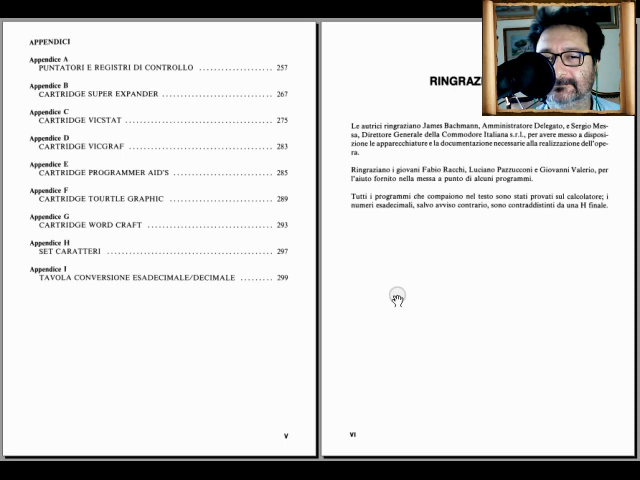 APPENDICI
Appendice A
PUNTATORI E REGISTRI DI CONTROLLO .................... 257
Appendice B
CARTRIDGE SUPER EXPANDER .............................. 267
Appendice C
CARTRIDGE VICSTAT ......................................... 275
Appendice D
CARTRIDGE VICGRAF ......................................... 283
Appendice E
CARTRIDGE PROGRAMMER AID'S ............................ 285
Appendice F
CARTRIDGE TOURTLE GRAPHIC ............................. 289
Appendice G
CARTRIDGE WORD CRAFT .................................... 293
Appendice H
SET CARATTERI ............................................... 297
Appendice I
TAVOLA CONVERSIONE ESADECIMALE/DECIMALE ......... 299
V
Le autrici ringraziano James Bachmann, Amministratore Delegato, e Sergio Mes-
sa, Direttore Generale della Commodore Italiana s.r.l., per avere messo a disposi-
zione le apparecchiature e la documentazione necessarie alla realizzazione dell'ope-
ra.
Ringraziano i giovani Fabio Racchi, Luciano Pazzucconi e Giovanni Valerio, per
l'aiuto fornito nella messa a punto di alcuni programmi.
Tutti i programmi che compaiono nel testo sono stati provati sul calcolatore; i
numeri esadecimali, salvo avviso contrario, sono contraddistinti da una H finale.
VI